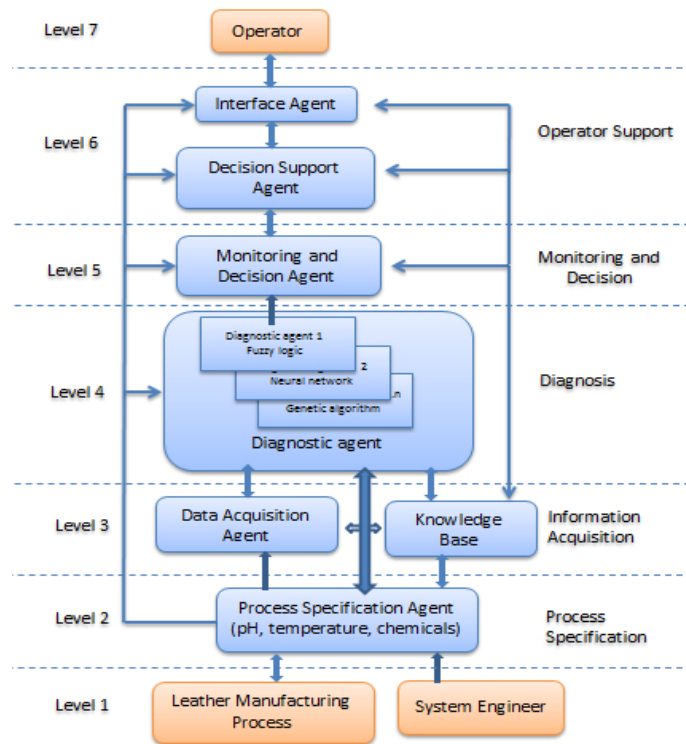 Level 7
Operator
Interface Agent
Level 6
Operator Support
Decision Support
Agent
Monitoring and
Decision Agent
Level 5
Monitoring and
Decision
Diagnostic agent 1
Fuzzy logic
2
Neural network
.n
Genetic algorithm
Level 4
Diagnosis
Diagnostic agent
Data Acquisition
Agent
Level 3
Knowledge
Base
Information
Acquisition
Process Specification Agent
(pH, temperature, chemicals)
Level 2
Process
Specification
Level 1
Leather Manufacturing
Process
System Engineer